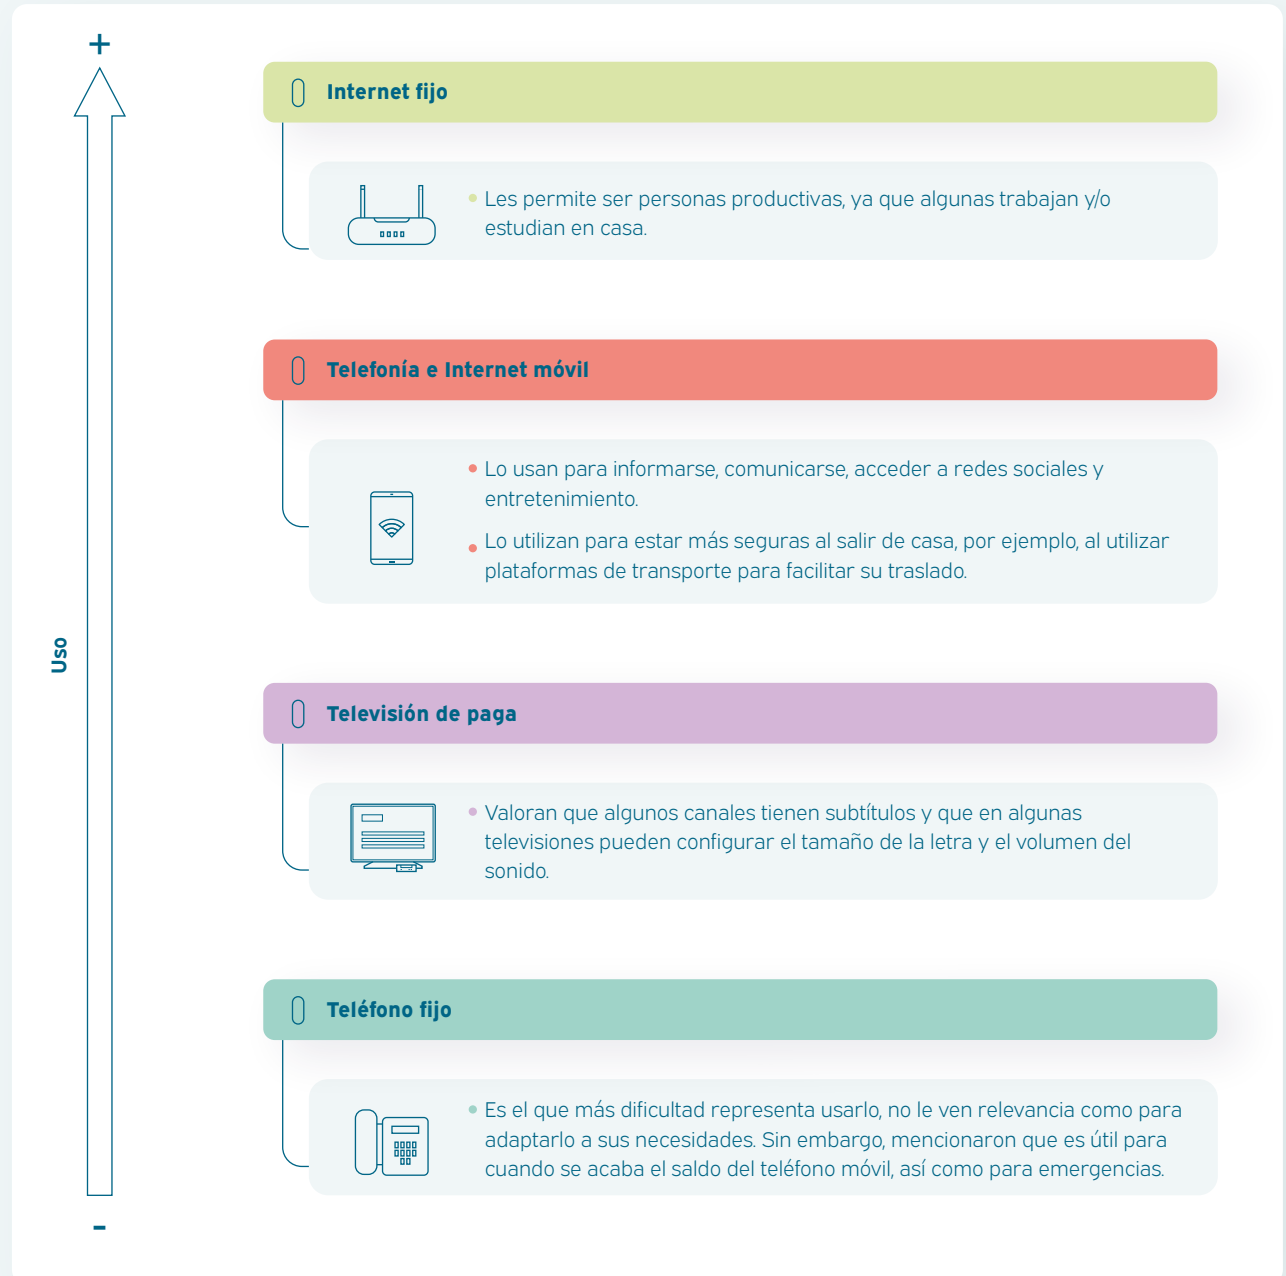 +
Internet fijo
• Les permite ser personas productivas, ya que algunas trabajan y/o
estudian en casa.
Telefonía e Internet móvil
• Lo usan para informarse, comunicarse, acceder a redes sociales y
entretenimiento.
• Lo utilizan para estar más seguras al salir de casa, por ejemplo, al utilizar
plataformas de transporte para facilitar su traslado.
Uso
Televisión de paga
• Valoran que algunos canales tienen subtítulos y que en algunas
televisiones pueden configurar el tamaño de la letra y el volumen del
sonido.
Teléfono fijo
• Es el que más dificultad representa usarlo, no le ven relevancia como para
adaptarlo a sus necesidades. Sin embargo, mencionaron que es útil para
cuando se acaba el saldo del teléfono móvil, así como para emergencias.
-